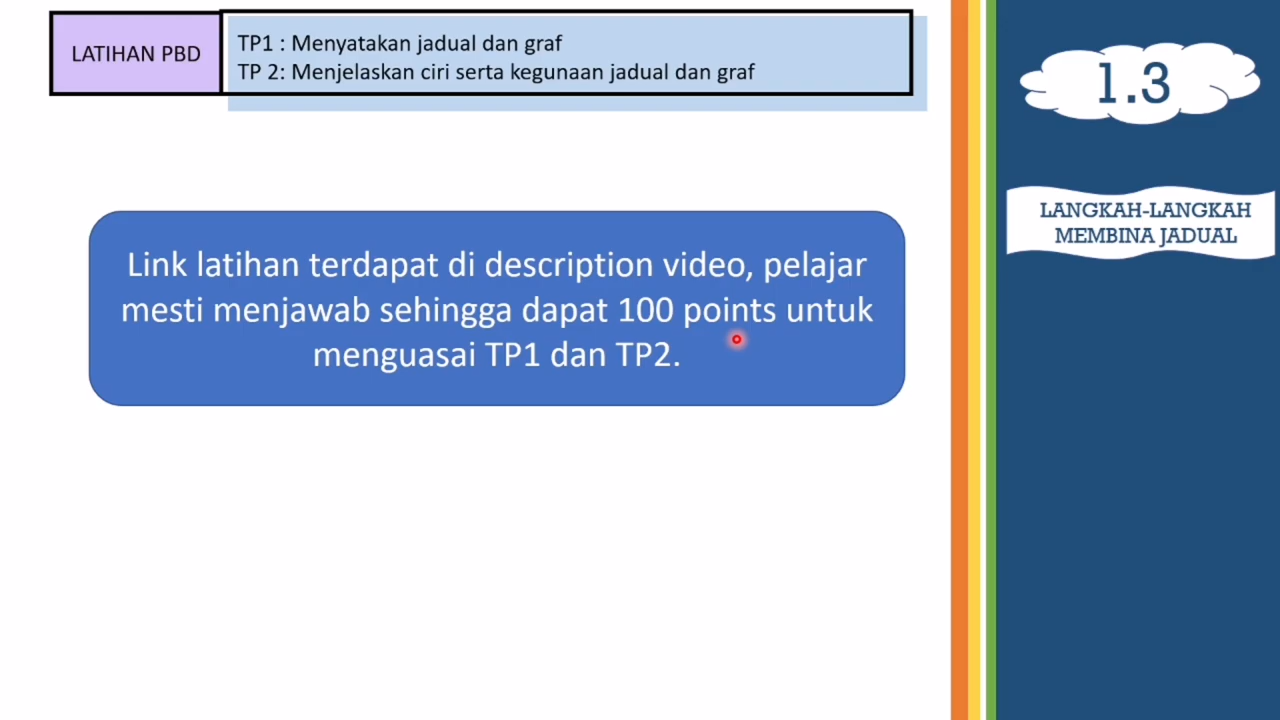 LATIHAN PBD
TP1 : Menyatakan jadual dan graf
TP 2: Menjelaskan ciri serta kegunaan jadual dan graf
1.3
LANGKAH-LANGKAH
MEMBINA JADUAL
Link latihan terdapat di description video, pelajar
mesti menjawab sehingga dapat 100 points untuk
menguasai TP1 dan TP2.